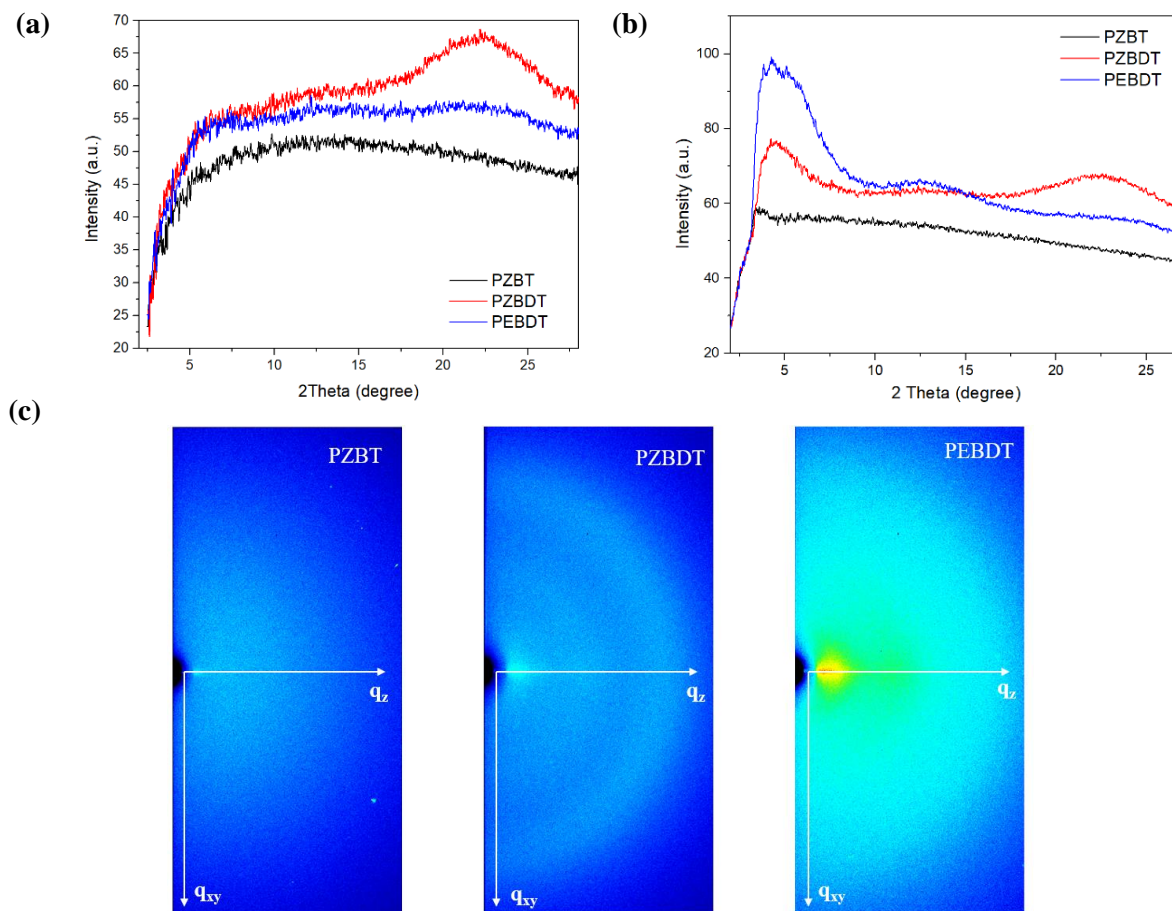 (a)
70
65
60
55
50
45
40
35
30
25
20
Intensity (a.u.)
5 10 15 20 25
2Theta (degree)
PZBT
PZBDT
PEBDT
(b)
100
80
60
40
20
Intensity (a.u.)
5 10 15 20 25
2 Theta (degree)
PZBT
PZBDT
PEBDT
(c)
PZBT
qz
qxy
PZBDT
qz
qxy
PEBDT
qz
qxy